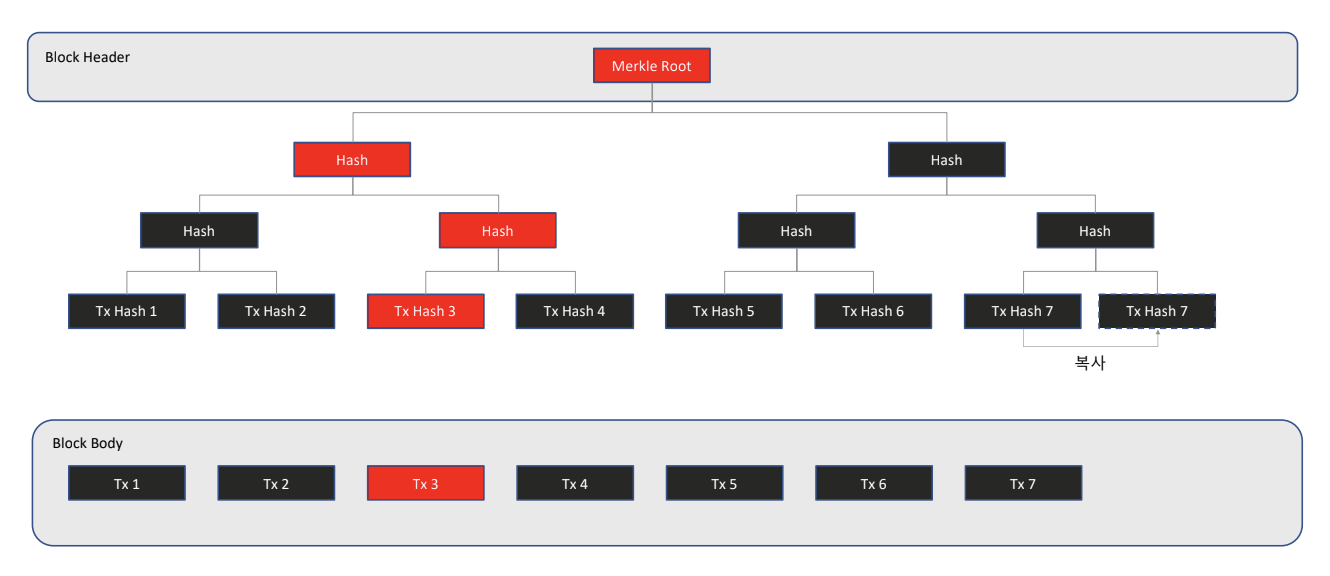 Block Header
Merkle Root
Hash
Hash
Hash
Hash
Hash
Hash
Tx Hash 1
Tx Hash 2
Tx Hash 3
Tx Hash 4
Tx Hash 5
Tx Hash 6
Tx Hash 7
Tx Hash 7
복사
Block Body
Tx 1
Tx 2
Tx 3
Tx 4
Tx 5
Tx 6
Tx 7